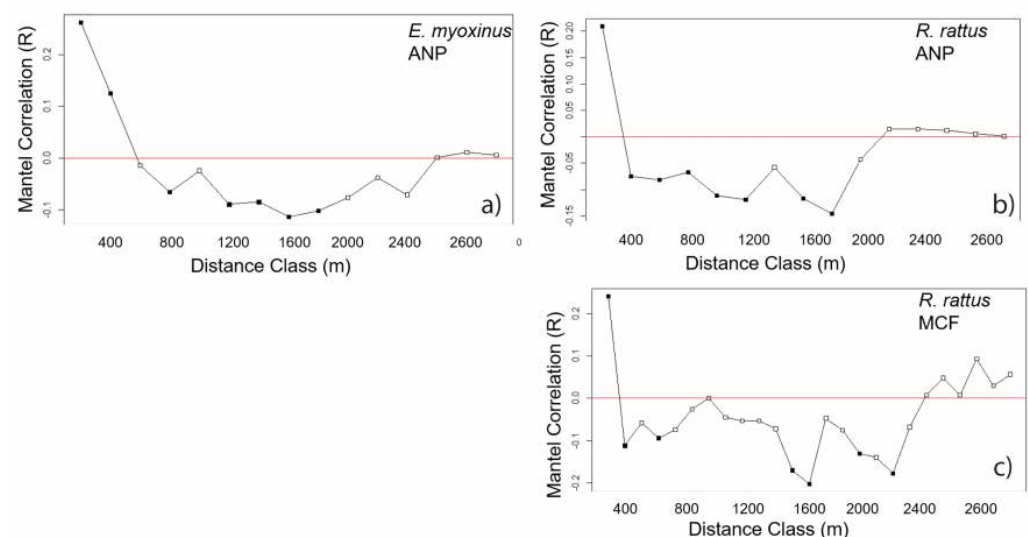 E. myoxinus
ANP
Mantel Correlation (R)
0.2
0.1
0.0
-0.1
a)
400 800 1200 1600 2000 2400 2600
0
Distance Class (m)
R. rattus
ANP
Mantel Correlation (R)
0.20
0.15
0.10
0.05
-0.05
-0.15
b)
400 800 1200 1600 2000 2400 2600
Distance Class (m)
R. rattus
MCF
Mantel Correlation (R)
0.2
0.1
0.0
-0.1
-0.2
c)
400 800 1200 1600 2000 2400 2600
Distance Class (m)